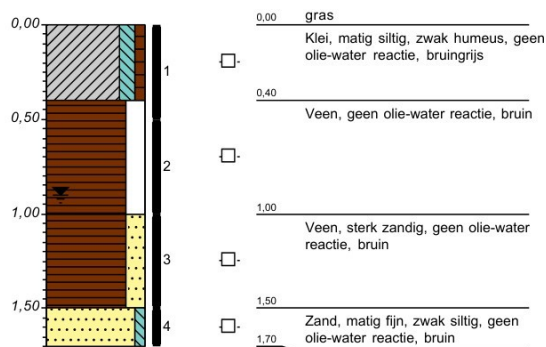 0,00
0,50
1,00
1,50
1
2
3
4
0,00
gras
Klei, matig siltig, zwak humeus, geen
olie-water reactie, bruingrijs
0,40
Veen, geen olie-water reactie, bruin
1,00
Veen, sterk zandig, geen olie-water
reactie, bruin
1,50
Zand, matig fijn, zwak siltig, geen
olie-water reactie, bruin
1,70